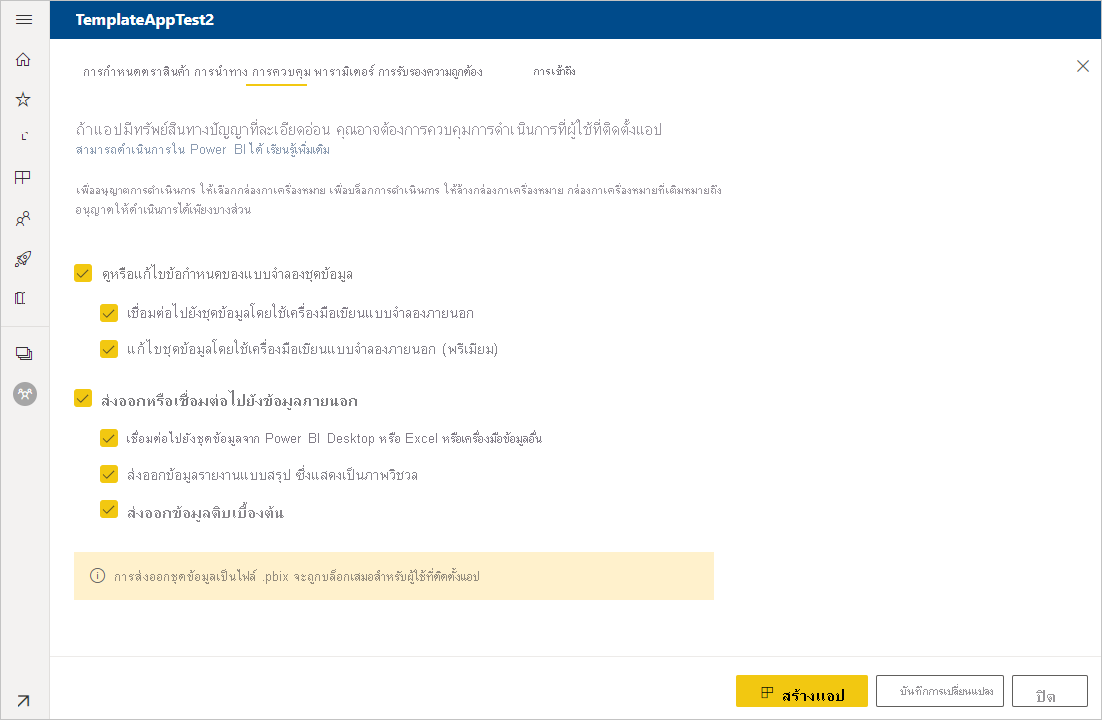 TemplateAppTest2
การกำหนดตราสินค้า การนำทาง การควบคุม พารามิเตอร์ การรับรองความถูกต้อง การเข้าถึง
ถ้าแอปมีทรัพย์สินทางปัญญาที่ละเอียดอ่อน คุณอาจต้องการควบคุมการดำเนินการที่ผู้ใช้ที่ติดตั้งแอป
สามารถดำเนินการใน Power BI ได้ เรียนรู้เพิ่มเติม
เพื่ออนุญาตการดำเนินการ ให้เลือกกล่องกาเครื่องหมาย เพื่อบล็อกการดำเนินการ ให้ล้างกล่องกาเครื่องหมาย กล่องกาเครื่องหมายที่เติมหมายถึง
อนุญาตให้ดำเนินการได้เพียงบางส่วน
ดูหรือแก้ไขข้อกำหนดของแบบจำลองชุดข้อมูล
เชื่อมต่อไปยังชุดข้อมูลโดยใช้เครื่องมือเขียนแบบจำลองภายนอก
แก้ไขชุดข้อมูลโดยใช้เครื่องมือเขียนแบบจำลองภายนอก (พรีเมียม)
ส่งออกหรือเชื่อมต่อไปยังข้อมูลภายนอก
เชื่อมต่อไปยังชุดข้อมูลจาก Power BI Desktop หรือ Excel หรือเครื่องมือข้อมูลอื่น
ส่งออกข้อมูลรายงานแบบสรุป ซึ่งแสดงเป็นภาพวิชวล
ส่งออกข้อมูลดิบเบื้องต้น
การส่งออกชุดข้อมูลเป็นไฟล์ .pbix จะถูกบล็อกเสมอสำหรับผู้ใช้ที่ติดตั้งแอป
สร้างแอป บันทึกการเปลี่ยนแปลง ปิด